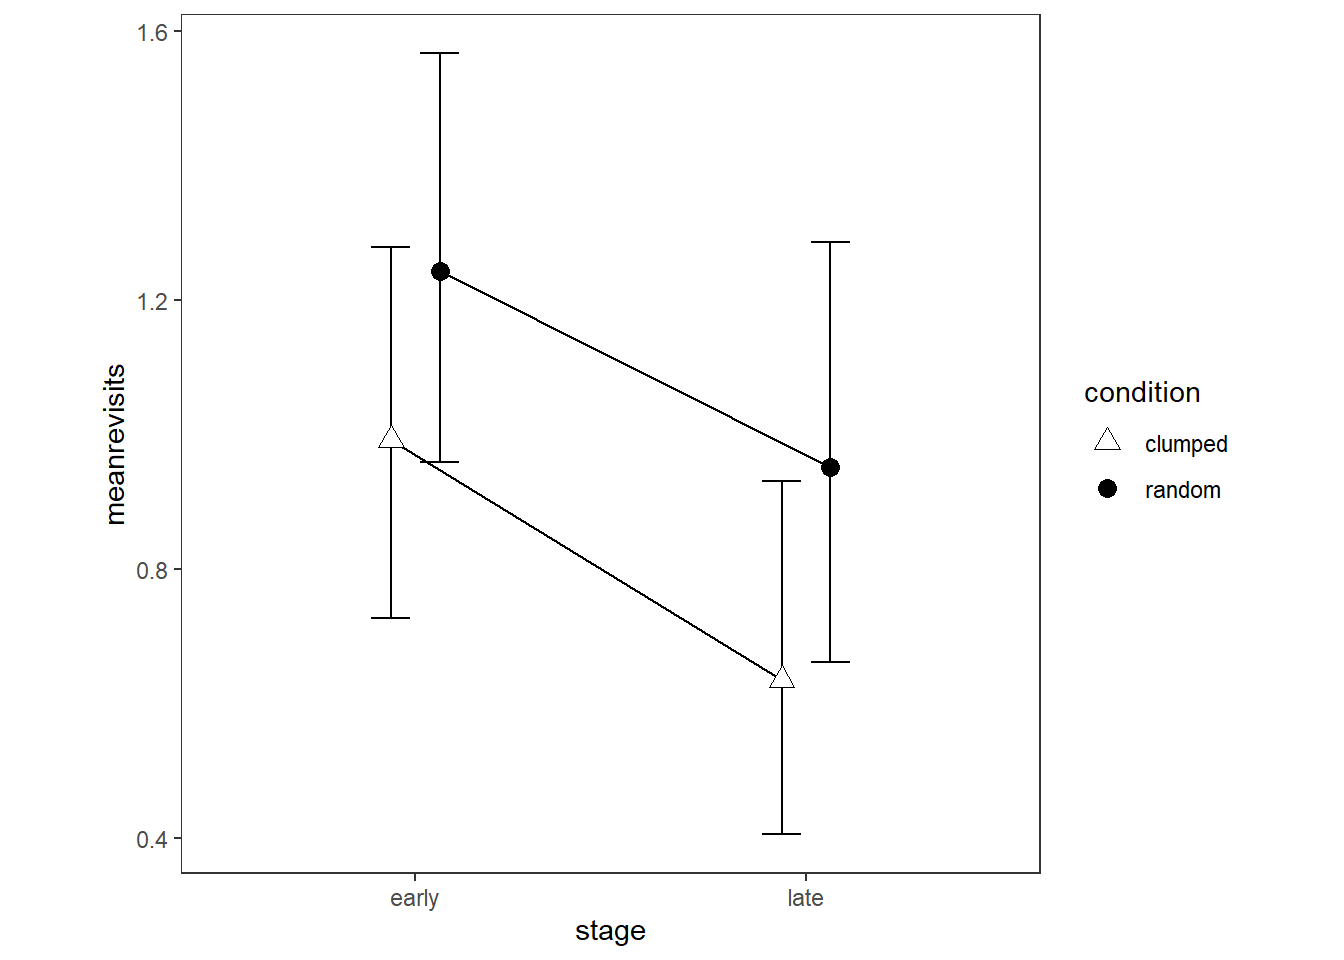 1.6
1.2
0.8
0.4
meanrevisits
early
late
stage
condition
clumped
random